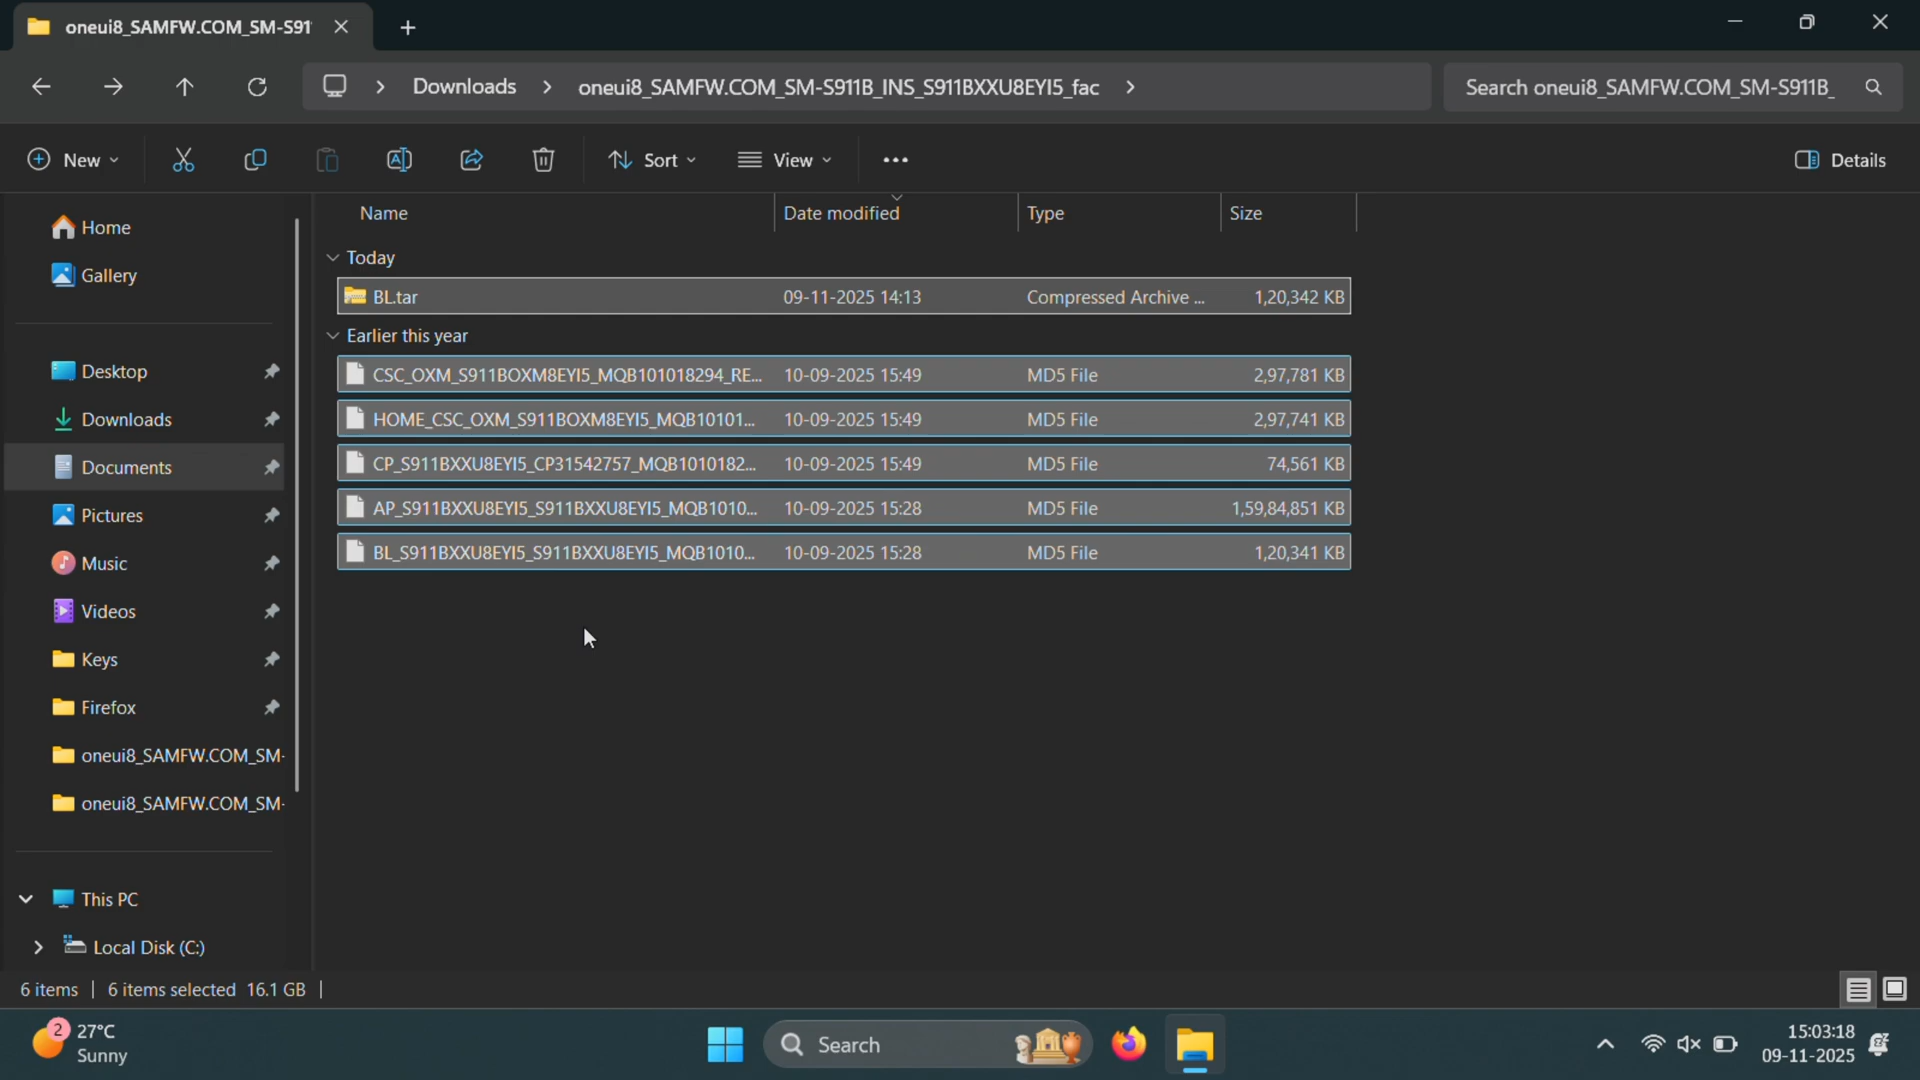 oneui8_SAMFW.COM_SM-S91
Downloads
oneui8_SAMFW.COM_SM-S911B_INS_S911BXXU8EYI5_fac
Search oneui8_SAMFW.COM_SM-S911B_
New
Sort
View
Details
Name
Date modified
Type
Size
Home
Gallery
Desktop
Downloads
Documents
Pictures
Music
Videos
Keys
Firefox
oneui8_SAMFW.COM_SM-
oneui8_SAMFW.COM_SM-
This PC
Local Disk (C:)
Today
BL.tar 09-11-2025 14:13 Compressed Archive ... 1,20,342 KB
Earlier this year
CSC_OXM_S911BOXM8EYI5_MQB101018294_RE... 10-09-2025 15:49 MD5 File 2,97,781 KB
HOME_CSC_OXM_S911BOXM8EYI5_MQB10101... 10-09-2025 15:49 MD5 File 2,97,741 KB
CP_S911BXXU8EYI5_CP31542757_MQB1010182... 10-09-2025 15:49 MD5 File 74,561 KB
AP_S911BXXU8EYI5_S911BXXU8EYI5_MQB1010... 10-09-2025 15:28 MD5 File 1,59,84,851 KB
BL_S911BXXU8EYI5_S911BXXU8EYI5_MQB1010... 10-09-2025 15:28 MD5 File 1,20,341 KB
6 items
6 items selected 16.1 GB
2
27°C
Sunny
Search
15:03:18
09-11-2025